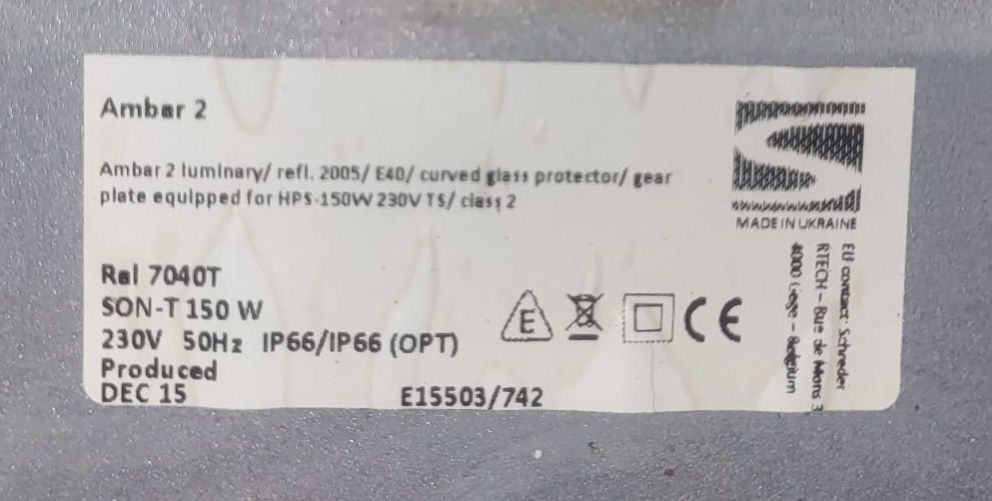 Ambar 2
Ambar 2 luminary/ refl. 2005/ E40/ curved glass protector/ gear
plate equipped for HPS-150W 230V TS/ class 2
MADE IN UKRAINE
Ral 7040T
SON-T 150 W
230V 50Hz IP66/IP66 (OPT)
Produced
DEC 15
E15503/742
E
CE
EU contact: Schreder
RTECH – Rue de Mons 3
4000 Liege – Belgium